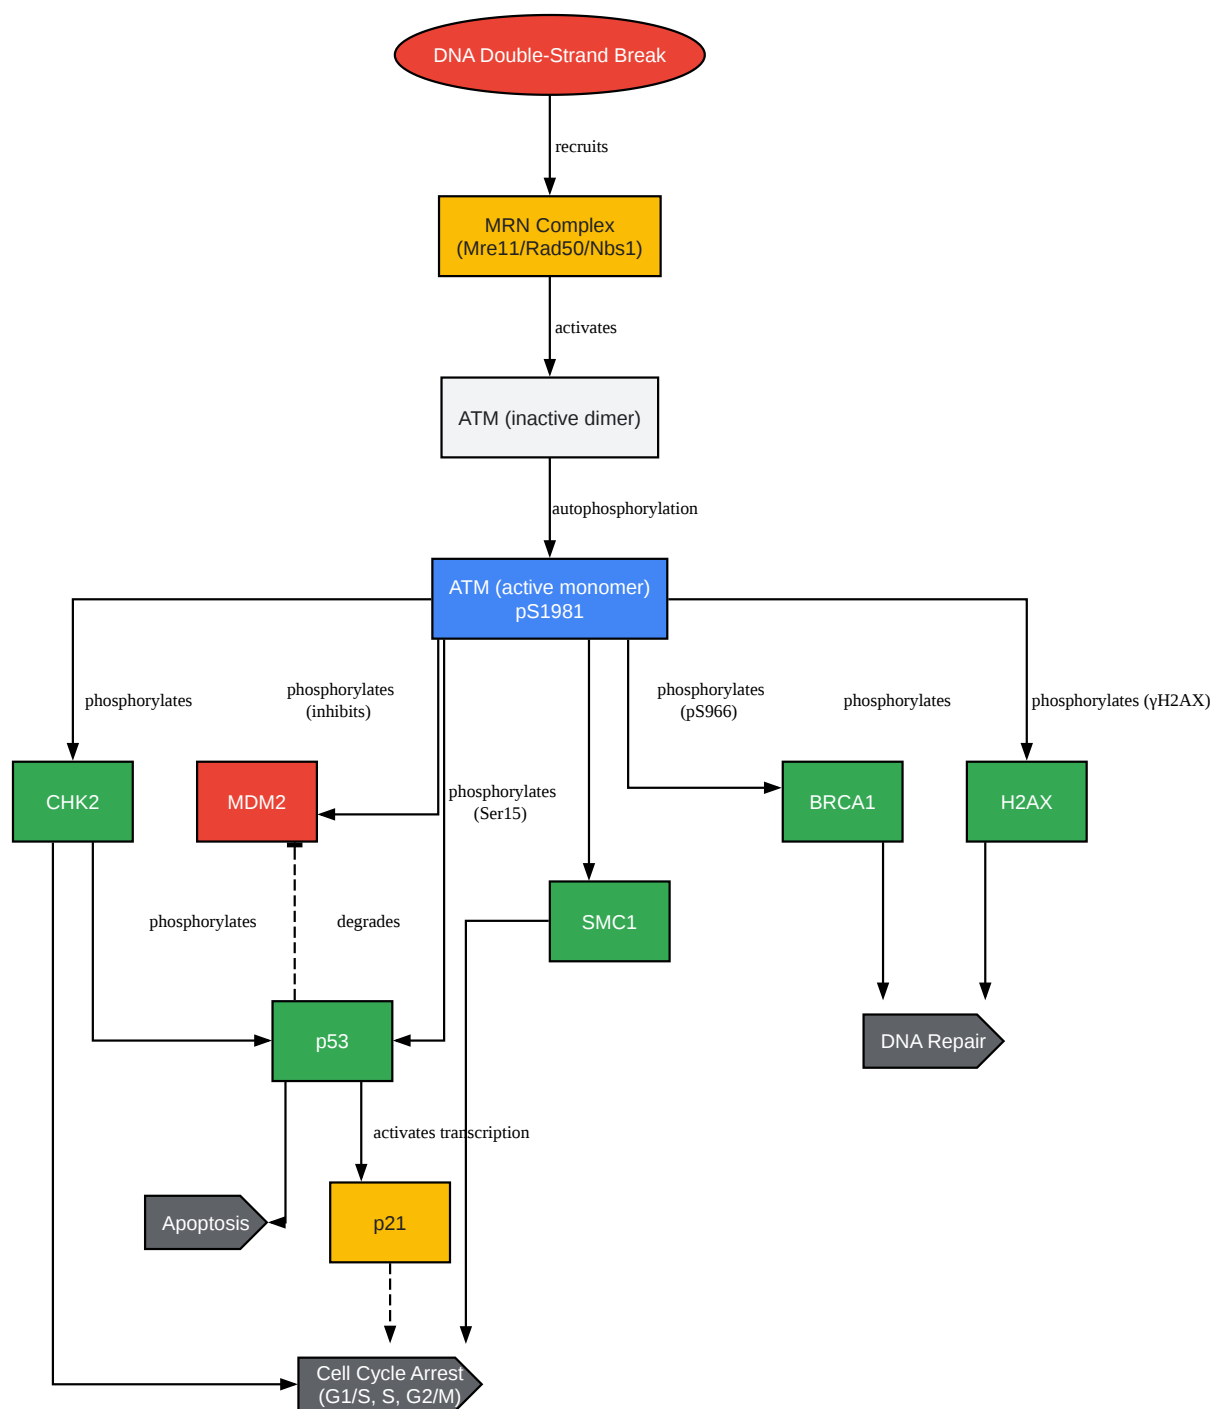 DNA Double-Strand Break
recruits
MRN Complex
(Mre11/Rad50/Nbs1)
activates
ATM (inactive dimer)
autophosphorylation
ATM (active monomer)
pS1981
phosphorylates
phosphorylates
(inhibits)
phosphorylates
(pS966)
phosphorylates
phosphorylates (γH2AX)
CHK2
MDM2
phosphorylates
(Ser15)
BRCA1
H2AX
phosphorylates
degrades
SMC1
p53
DNA Repair
activates transcription
Apoptosis
p21
Cell Cycle Arrest
(G1/S, S, G2/M)